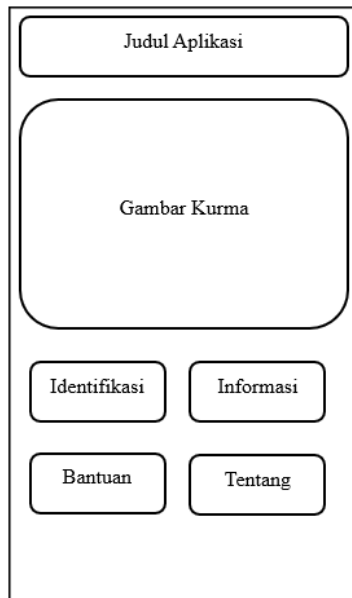 Judul Aplikasi
Gambar Kurma
Identifikasi
Informasi
Bantuan
Tentang